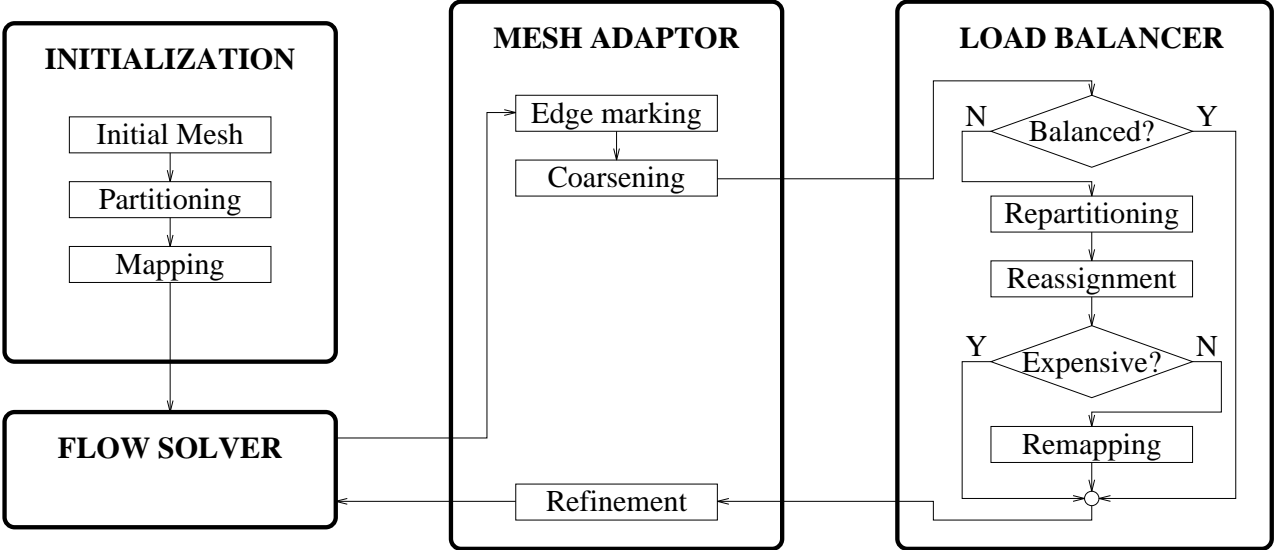 INITIALIZATION
Initial Mesh
Partitioning
Mapping
FLOW SOLVER
MESH ADAPTOR
Edge marking
Coarsening
Refinement
LOAD BALANCER
N
Balanced?
Y
Repartitioning
Reassignment
Y
Expensive?
N
Remapping